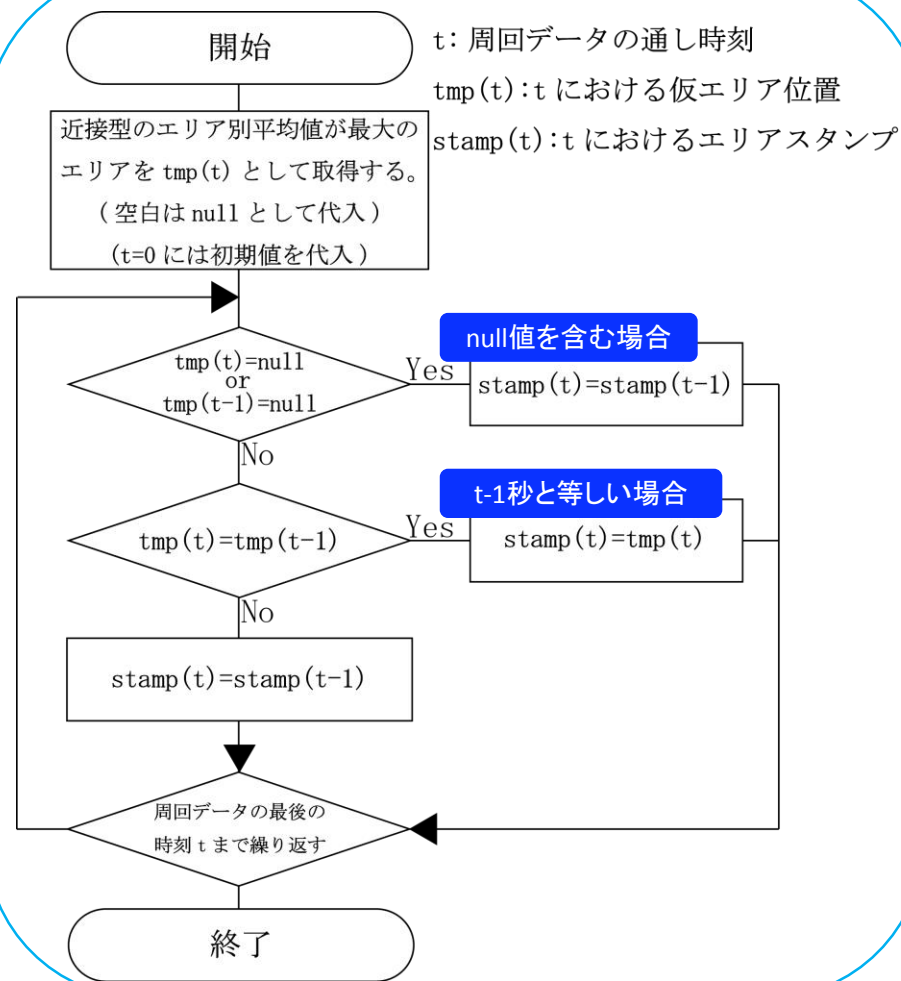 開始
t: 周回データの通し時刻
tmp(t):t における仮エリア位置
stamp(t):t におけるエリアスタンプ
近接型のエリア別平均値が最大の
エリアを tmp(t) として取得する。
( 空白は null として代入 )
(t=0 には初期値を代入 )
null値を含む場合
tmp(t)=null
or
tmp(t-1)=null
Yes
stamp(t)=stamp(t-1)
No
t-1秒と等しい場合
tmp(t)=tmp(t-1)
Yes
stamp(t)=tmp(t)
No
stamp(t)=stamp(t-1)
周回データの最後の
時刻 t まで繰り返す
終了